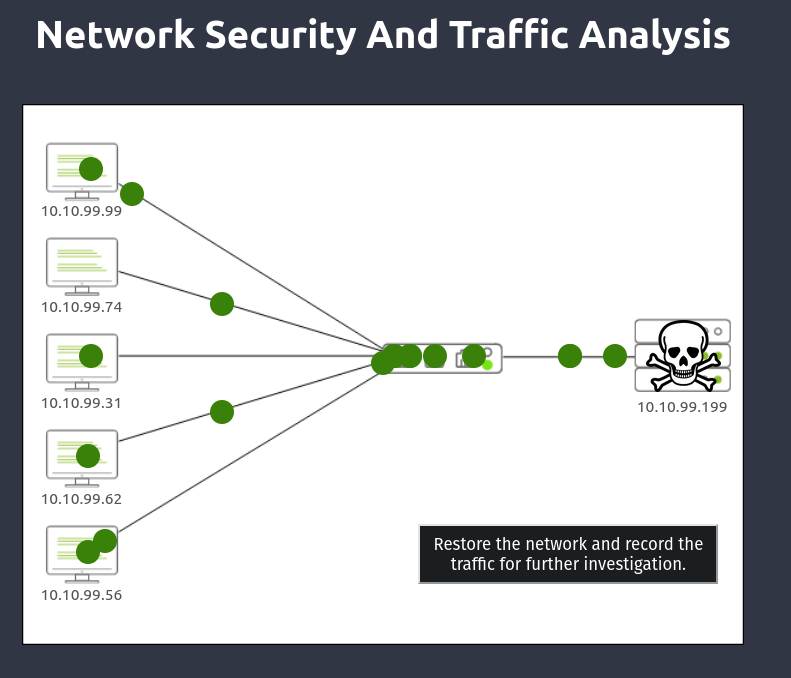 Network Security And Traffic Analysis
10.10.99.99
10.10.99.74
10.10.99.31
10.10.99.199
10.10.99.62
Restore the network and record the
traffic for further investigation.
10.10.99.56